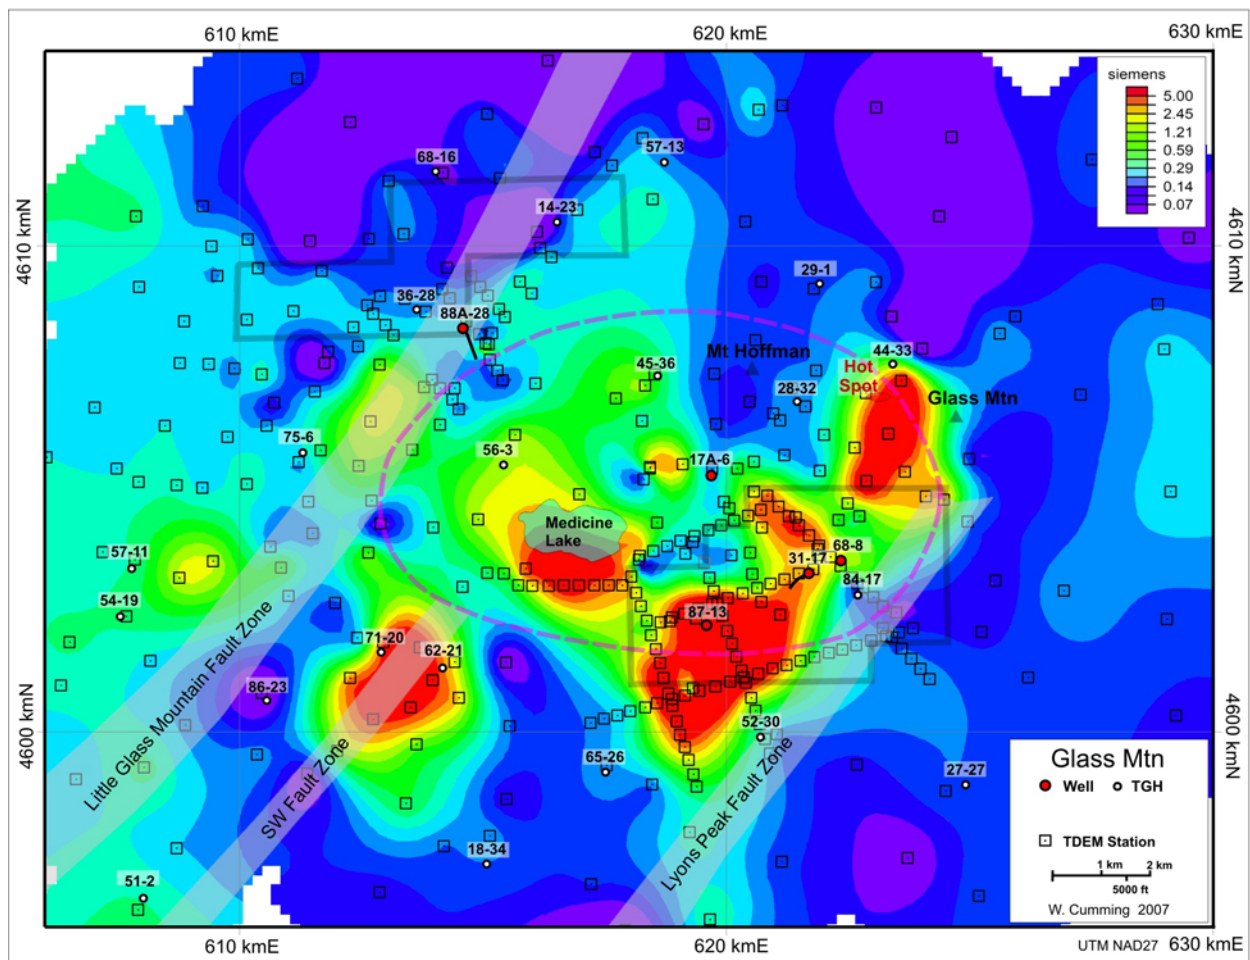 610 kmE
620 kmE
630 kmE
siemens
5.00
2.45
1.21
0.59
0.29
0.14
0.07
57-13
68-16
14-23
4610 kmN
4610 kmN
29-1
36-28
88A-28
Mt Hoffman
44-33
45-36
Hot
Spot
28-32
Glass Mtn
75-6
56-3
17A-6
Medicine
Lake
57-11
68-8
31-17
84-17
54-19
87-13
71-20
62-21
86-23
52-30
65-26
27-27
4600 kmN
4600 kmN
Little Glass Mountain Fault Zone
SW Fault Zone
Lyons Peak Fault Zone
18-34
51-2
Glass Mtn
Well
TGH
TDEM Station
1 km
2 km
5000 ft
W. Cumming 2007
610 kmE
620 kmE
UTM NAD27
630 kmE